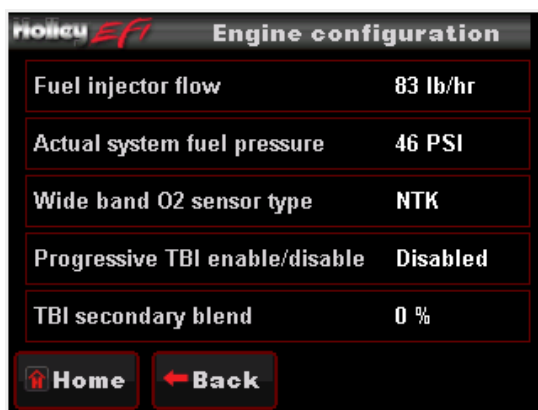 Holley EFI Engine configuration
Fuel injector flow 83 lb/hr
Actual system fuel pressure 46 PSI
Wide band O2 sensor type NTK
Progressive TBI enable/disable Disabled
TBI secondary blend 0 %
Home Back